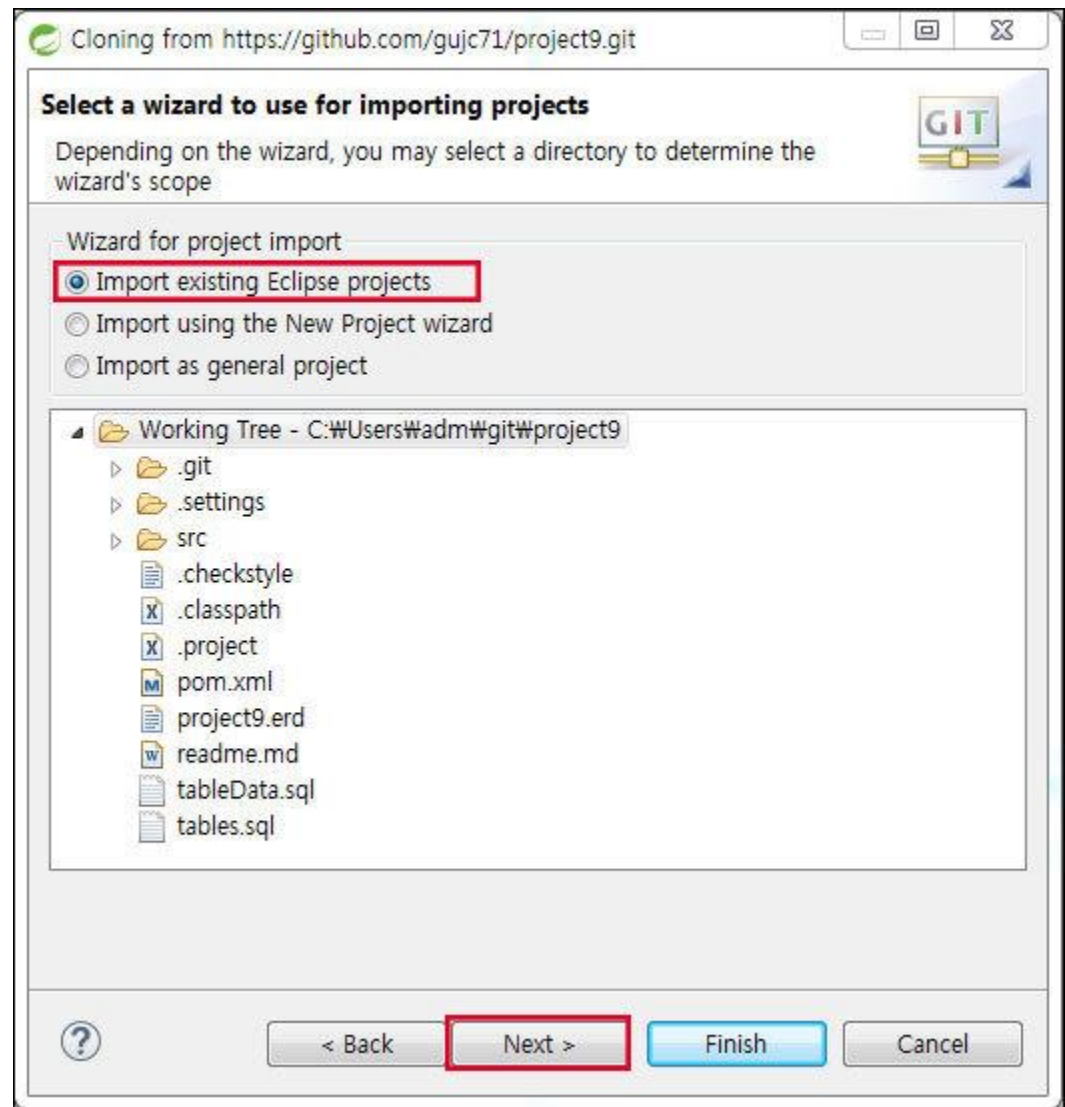 Cloning from https://github.com/gujc71/project9.git
Select a wizard to use for importing projects
GIT
Depending on the wizard, you may select a directory to determine the
wizard's scope
Wizard for project import
Import existing Eclipse projects
Import using the New Project wizard
Import as general project
Working Tree - C:₩Users₩adm₩git₩project9
.git
.settings
src
.checkstyle
.classpath
.project
pom.xml
project9.erd
readme.md
tableData.sql
tables.sql
< Back Next > Finish Cancel